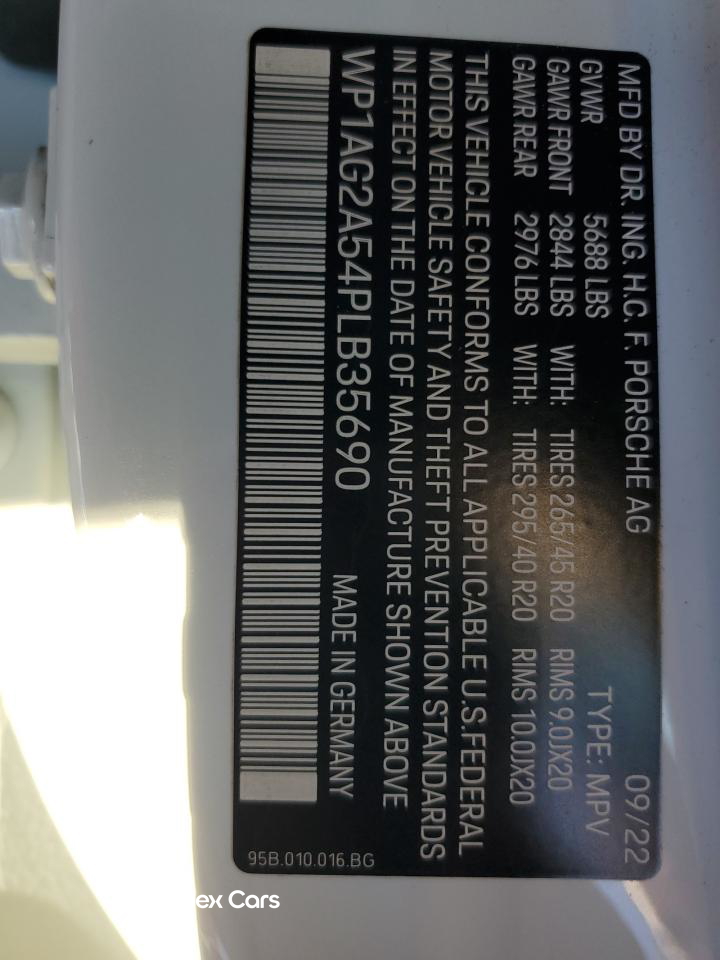 MFD BY DR. ING. H.C. F. PORSCHE AG 09/22
GVWR 5688 LBS TYPE: MPV
GAWR FRONT 2844 LBS WITH: TIRES 265/45 R20 RIMS 9.0JX20
GAWR REAR 2976 LBS WITH: TIRES 295/40 R20 RIMS 10.0JX20
THIS VEHICLE CONFORMS TO ALL APPLICABLE U.S.FEDERAL
MOTOR VEHICLE SAFETY AND THEFT PREVENTION STANDARDS
IN EFFECT ON THE DATE OF MANUFACTURE SHOWN ABOVE
WP1AG2A54PLB35690 MADE IN GERMANY
95B.010.016.BG
ex Cars